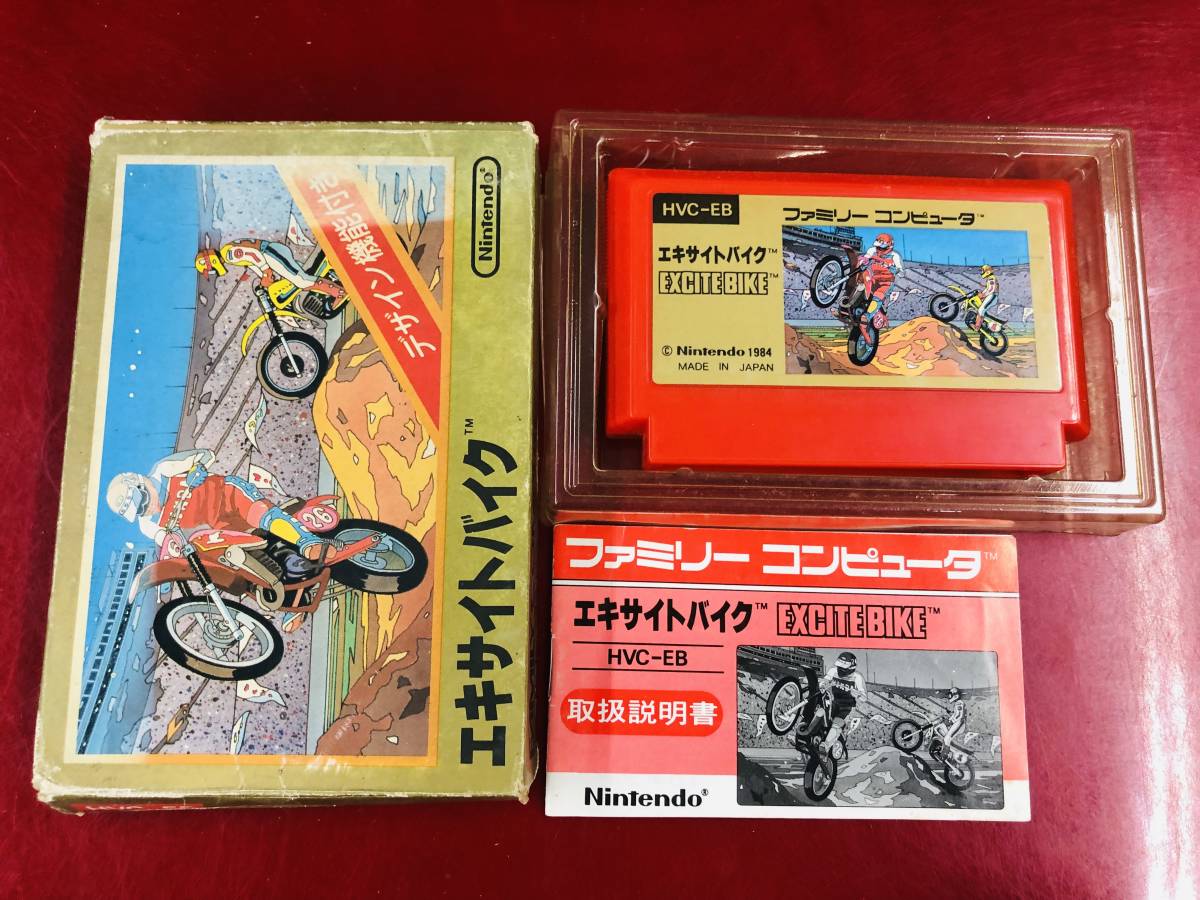 Nintendo®
デザイン機能付き
エキサイトバイク™
26
HVC-EB
ファミリー コンピュータ™
エキサイトバイク™
EXCITE BIKE™
© Nintendo 1984
MADE IN JAPAN
ファミリー コンピュータ™
エキサイトバイク™ EXCITE BIKE™
HVC-EB
取扱説明書
Nintendo®